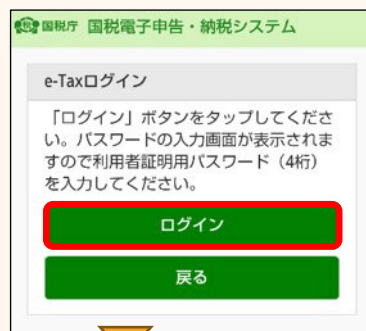 国税庁 国税電子申告・納税システム
e-Taxログイン
「ログイン」ボタンをタップしてくださ
い。パスワードの入力画面が表示されま
すので利用者証明用パスワード（4桁）
を入力してください。
ログイン
戻る